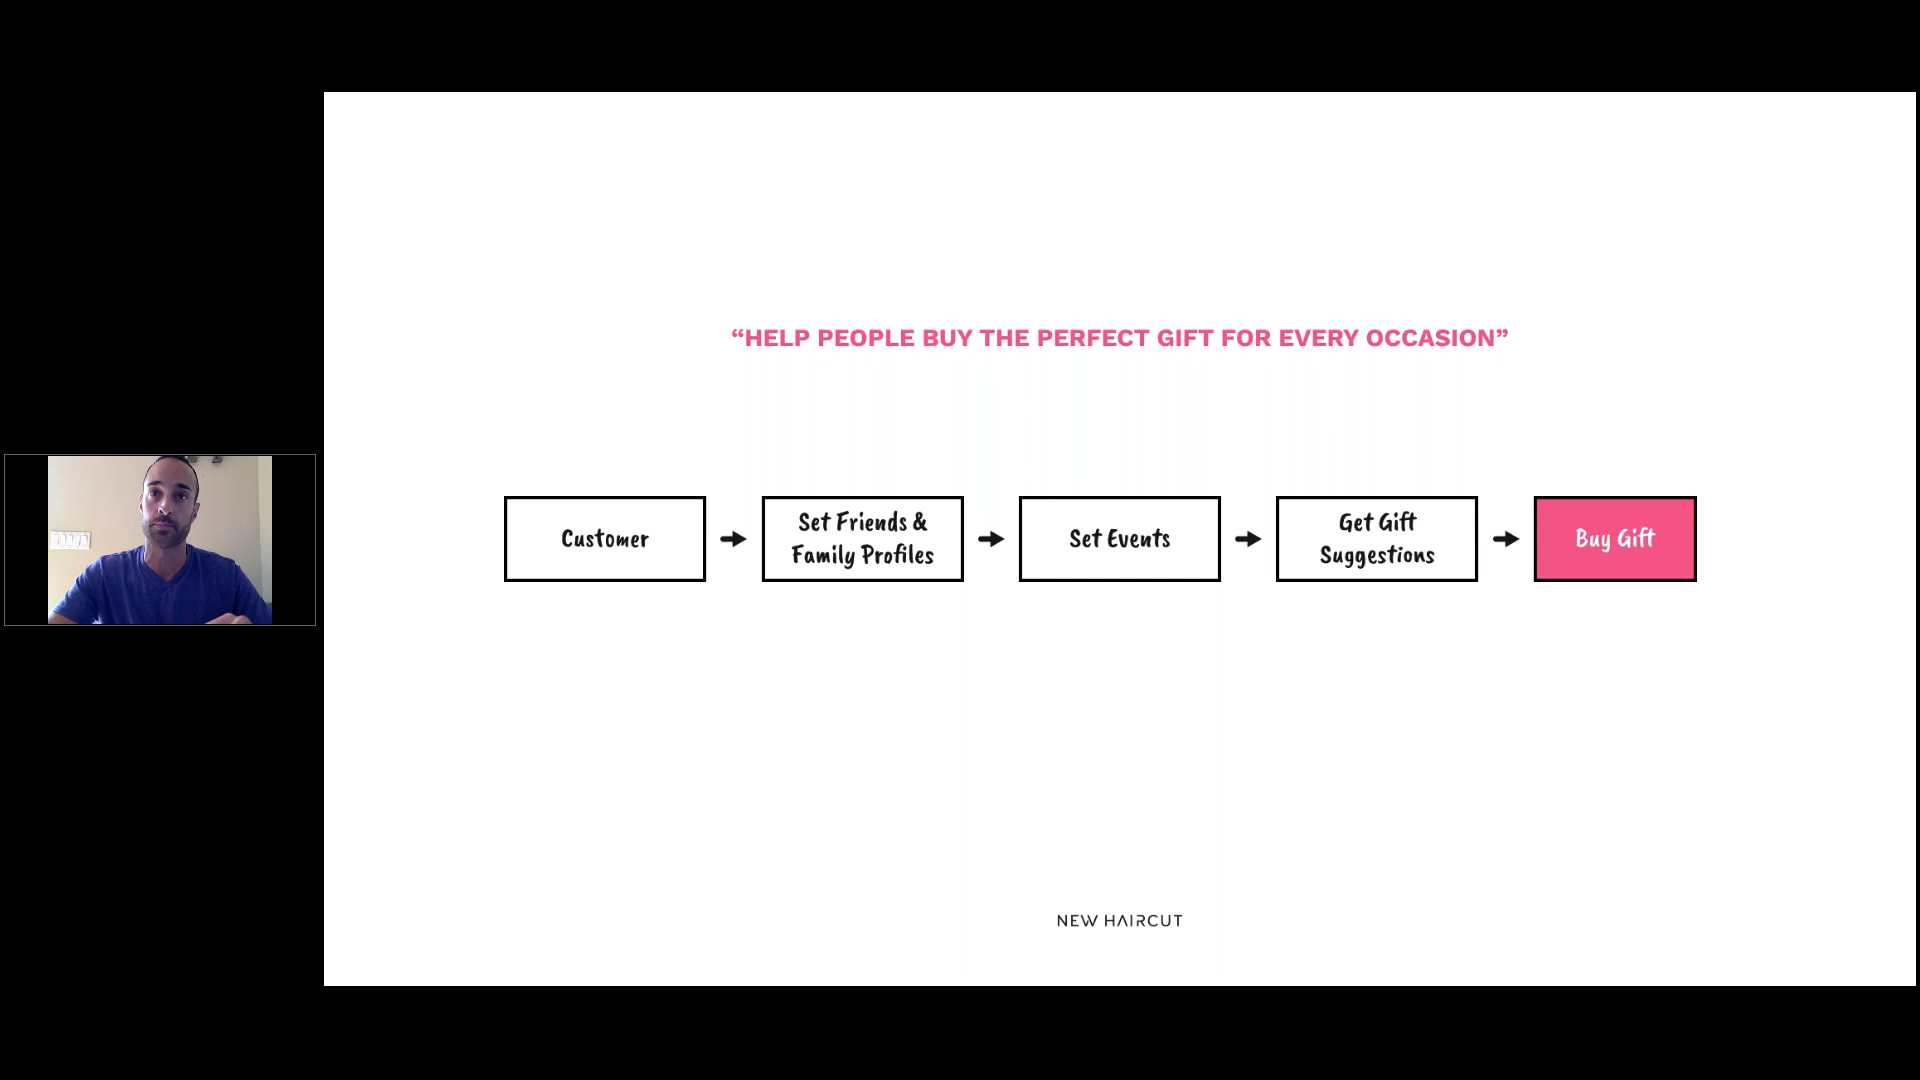 “HELP PEOPLE BUY THE PERFECT GIFT FOR EVERY OCCASION”
Customer
Set Friends &
Family Profiles
Set Events
Get Gift
Suggestions
Buy Gift
NEW HAIRCUT